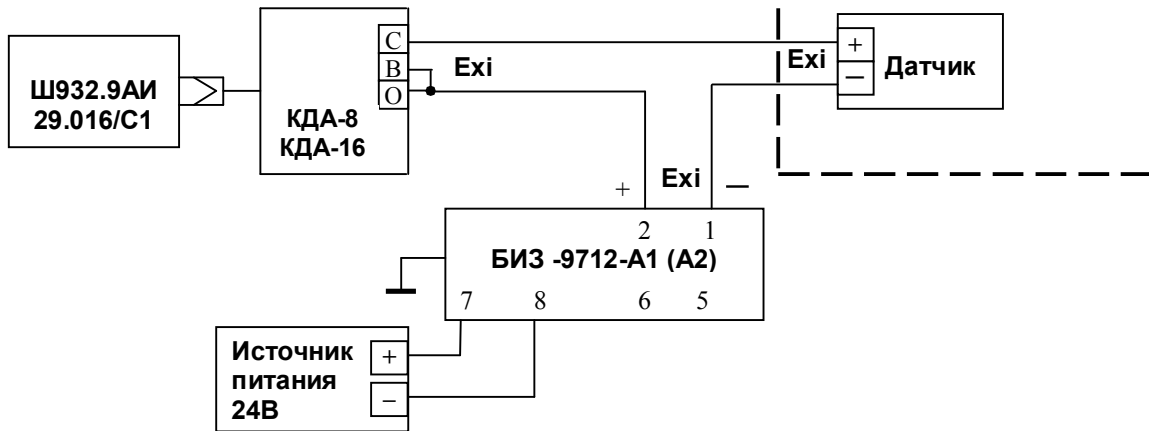 Ш932.9АИ
29.016/С1
КДА-8
КДА-16
С
В
О
Exi
Exi
+
–
Датчик
+
Exi
–
2
1
БИЗ -9712-А1 (А2)
7
8
6
5
Источник
питания
24В
+
–